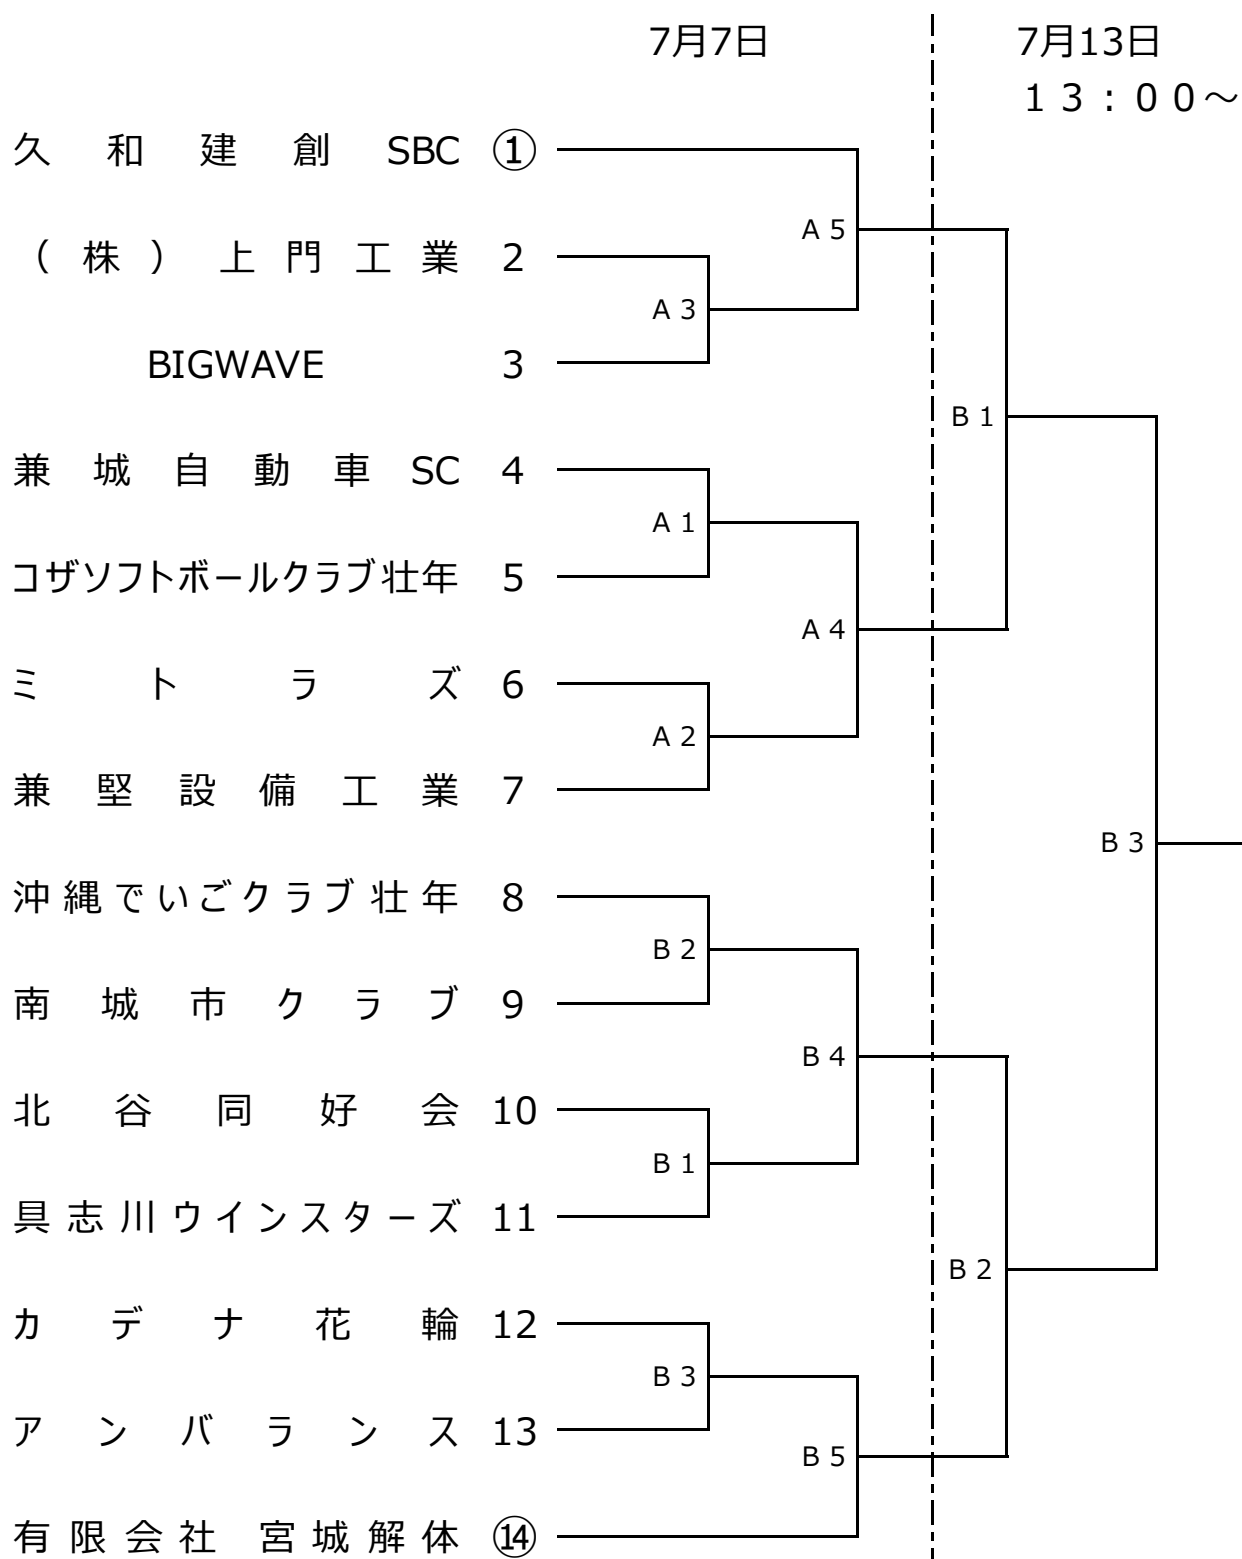 7月7日 7月13日
13:00～
久和建創SBC ①
A5
（株）上門工業 2
A3
BIGWAVE 3
B1
兼城自動車SC 4
A1
コザソフトボールクラブ壮年 5
A4
ミトラズ 6
A2
兼堅設備工業 7
B3
沖縄でいごクラブ壮年 8
B2
南城市クラブ 9
B4
北谷同好会 10
B1
具志川ウインスターズ 11
B2
カデナ花輪 12
B3
アンバランス 13
B5
有限会社 宮城解体 ⑭